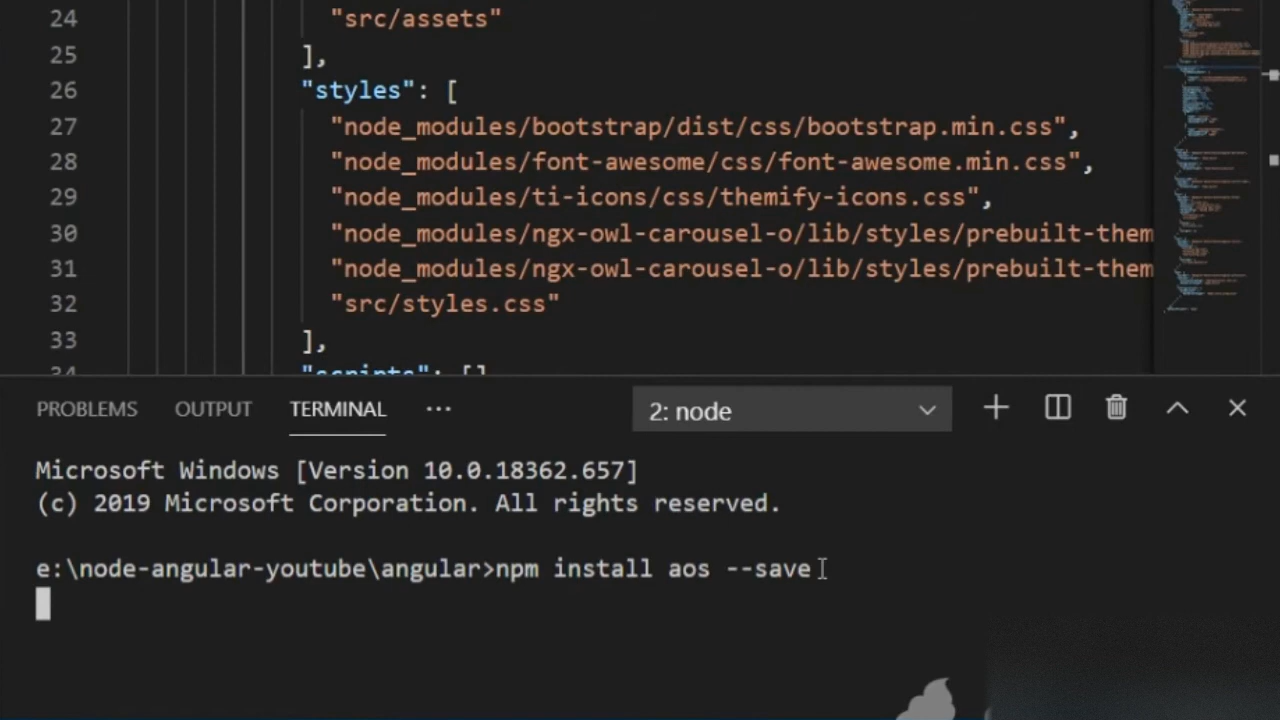 24 "src/assets"
25 ],
26 "styles": [
27 "node_modules/bootstrap/dist/css/bootstrap.min.css",
28 "node_modules/font-awesome/css/font-awesome.min.css",
29 "node_modules/ti-icons/css/themify-icons.css",
30 "node_modules/ngx-owl-carousel-o/lib/styles/prebuilt-them
31 "node_modules/ngx-owl-carousel-o/lib/styles/prebuilt-them
32 "src/styles.css"
33 ],
34 "scripts": []
PROBLEMS OUTPUT TERMINAL ... 2: node
Microsoft Windows [Version 10.0.18362.657]
(c) 2019 Microsoft Corporation. All rights reserved.
e:\node-angular-youtube\angular>npm install aos --save